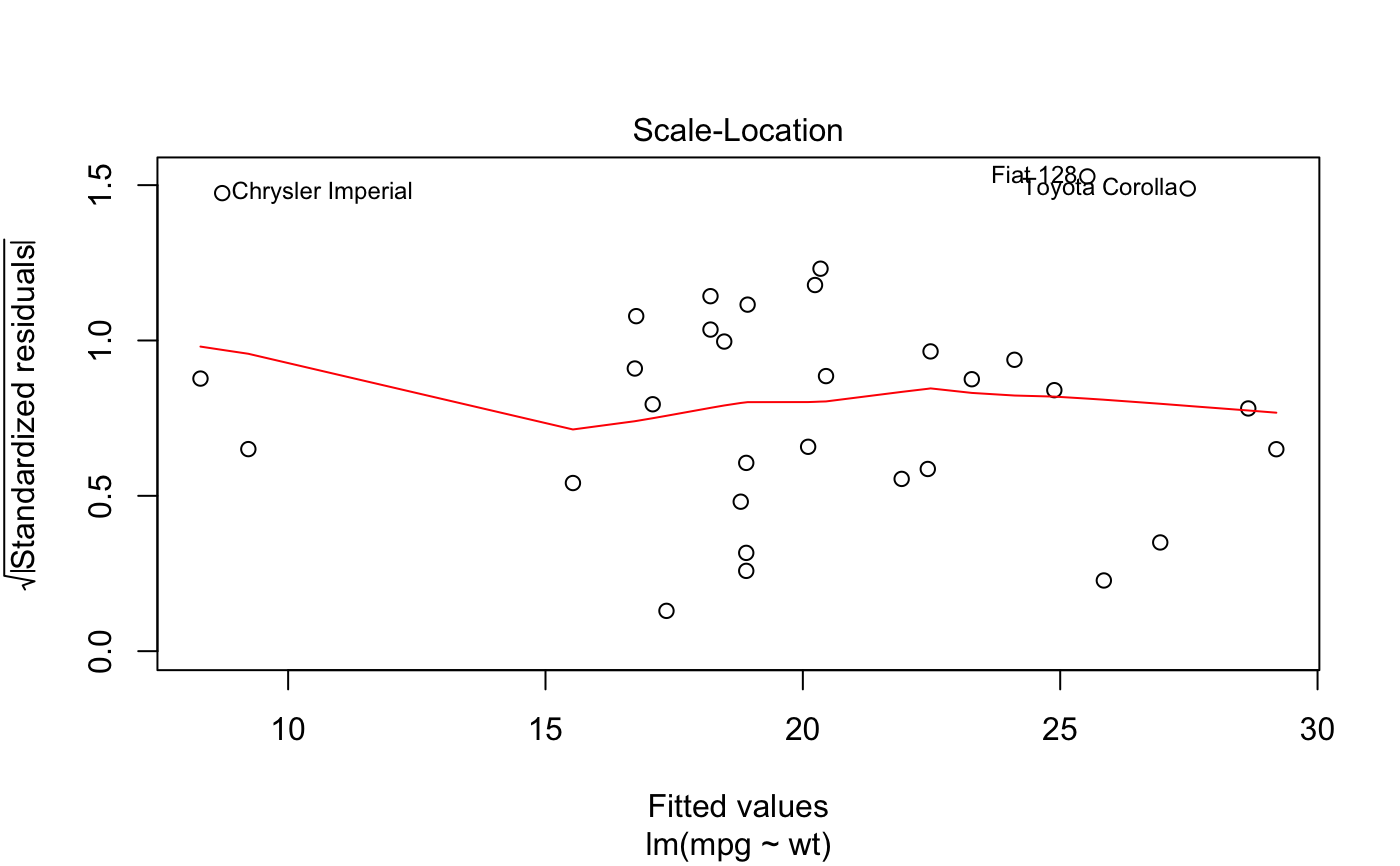 Scale-Location
√|Standardized residuals|
1.5
1.0
0.5
0.0
Chrysler Imperial
Fiat 128
Toyota Corolla
10 15 20 25 30
Fitted values
lm(mpg ~ wt)